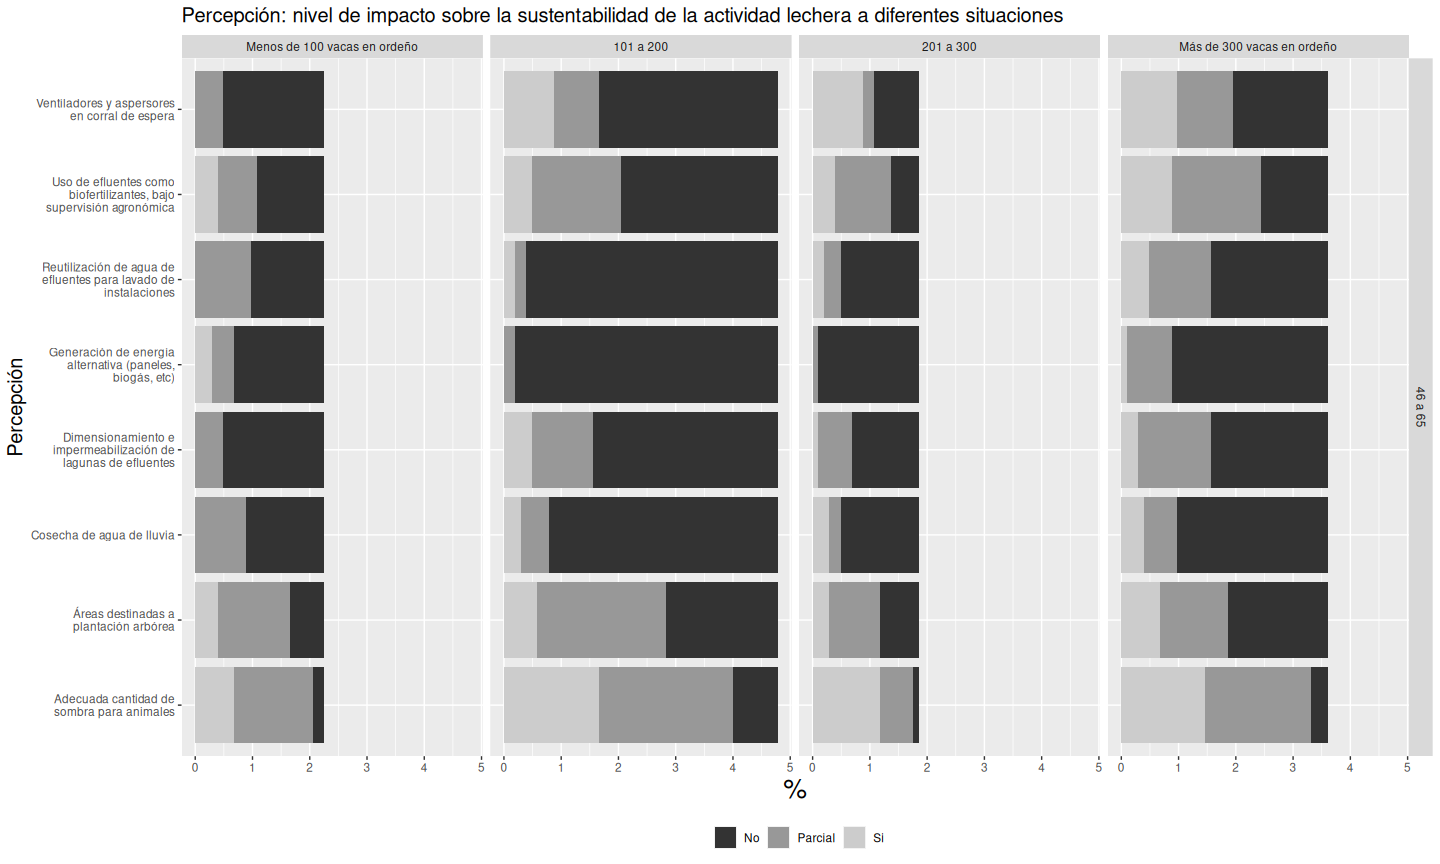 Percepción: nivel de impacto sobre la sustentabilidad de la actividad lechera a diferentes situaciones
Menos de 100 vacas en ordeño
101 a 200
201 a 300
Más de 300 vacas en ordeño
Percepción
Ventiladores y aspersores
en corral de espera
Uso de efluentes como
biofertilizantes, bajo
supervisión agronómica
Reutilización de agua de
efluentes para lavado de
instalaciones
Generación de energía
alternativa (paneles,
biogás, etc)
Dimensionamiento e
impermeabilización de
lagunas de efluentes
Cosecha de agua de lluvia
Áreas destinadas a
plantación arbórea
Adecuada cantidad de
sombra para animales
46 a 65
0 1 2 3 4 5
0 1 2 3 4 5
0 1 2 3 4 5
0 1 2 3 4 5
%
No
Parcial
Si